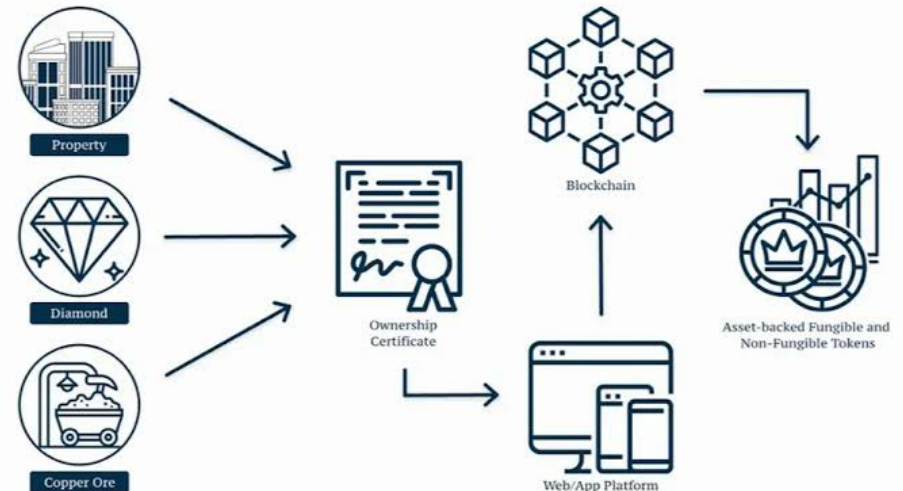 Property
Diamond
Copper Ore
Ownership
Certificate
Web/App Platform
Blockchain
Asset-backed Fungible and
Non-Fungible Tokens